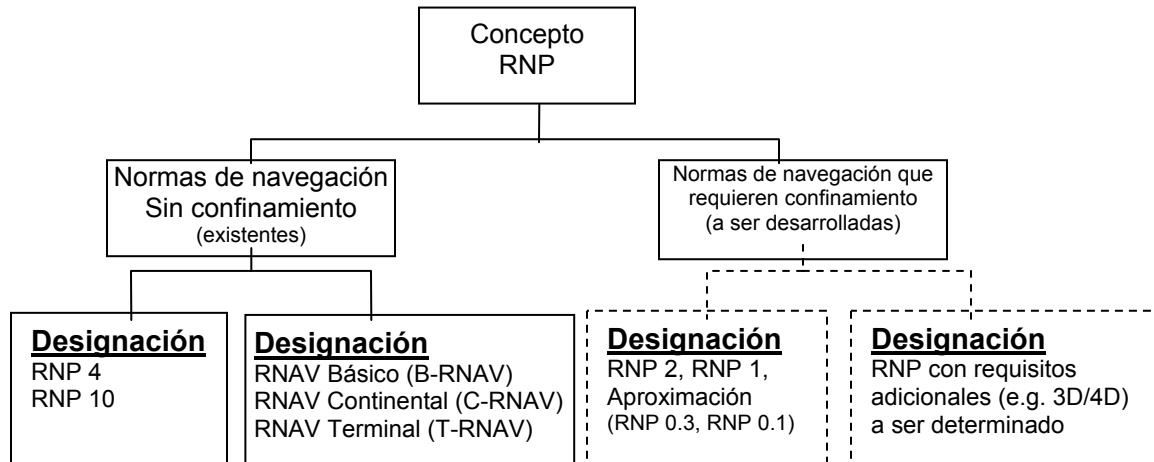 Concepto
RNP
Normas de navegación
Sin confinamiento
(existentes)
Normas de navegación que
requieren confinamiento
(a ser desarrolladas)
Designación
RNP 4
RNP 10
Designación
RNAV Básico (B-RNAV)
RNAV Continental (C-RNAV)
RNAV Terminal (T-RNAV)
Designación
RNP 2, RNP 1,
Aproximación
(RNP 0.3, RNP 0.1)
Designación
RNP con requisitos
adicionales (e.g. 3D/4D)
a ser determinado